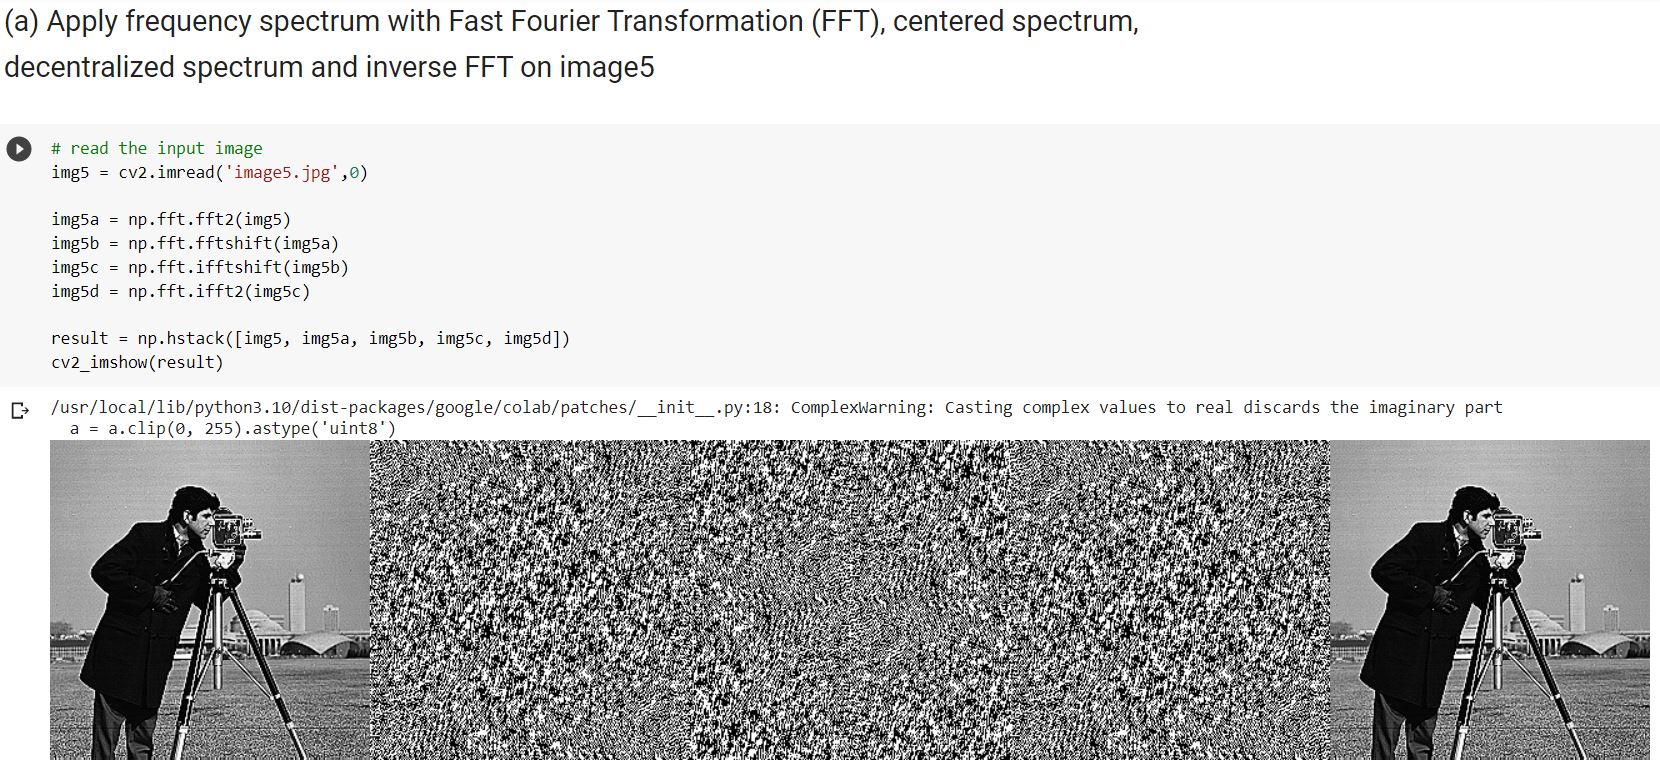 (a) Apply frequency spectrum with Fast Fourier Transformation (FFT), centered spectrum,
decentralized spectrum and inverse FFT on image5
# read the input image
img5 = cv2.imread('image5.jpg',0)
img5a = np.fft.fft2(img5)
img5b = np.fft.fftshift(img5a)
img5c = np.fft.ifftshift(img5b)
img5d = np.fft.ifft2(img5c)
result = np.hstack([img5, img5a, img5b, img5c, img5d])
cv2_imshow(result)
/usr/local/lib/python3.10/dist-packages/google/colab/patches/__init__.py:18: ComplexWarning: Casting complex values to real discards the imaginary part
a = a.clip(0, 255).astype('uint8')